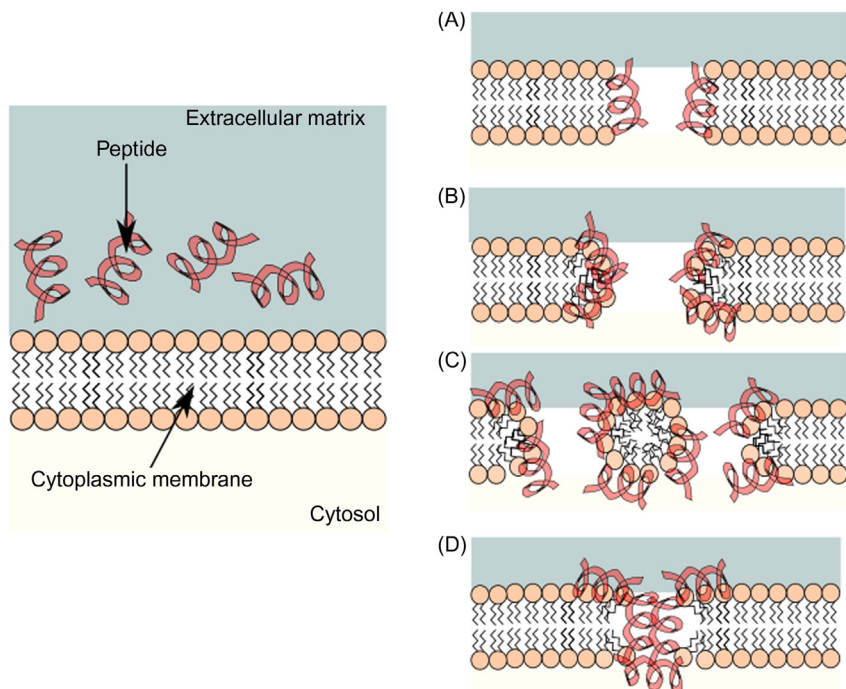 Extracellular matrix
Peptide
Cytoplasmic membrane
Cytosol
(A)
(B)
(C)
(D)